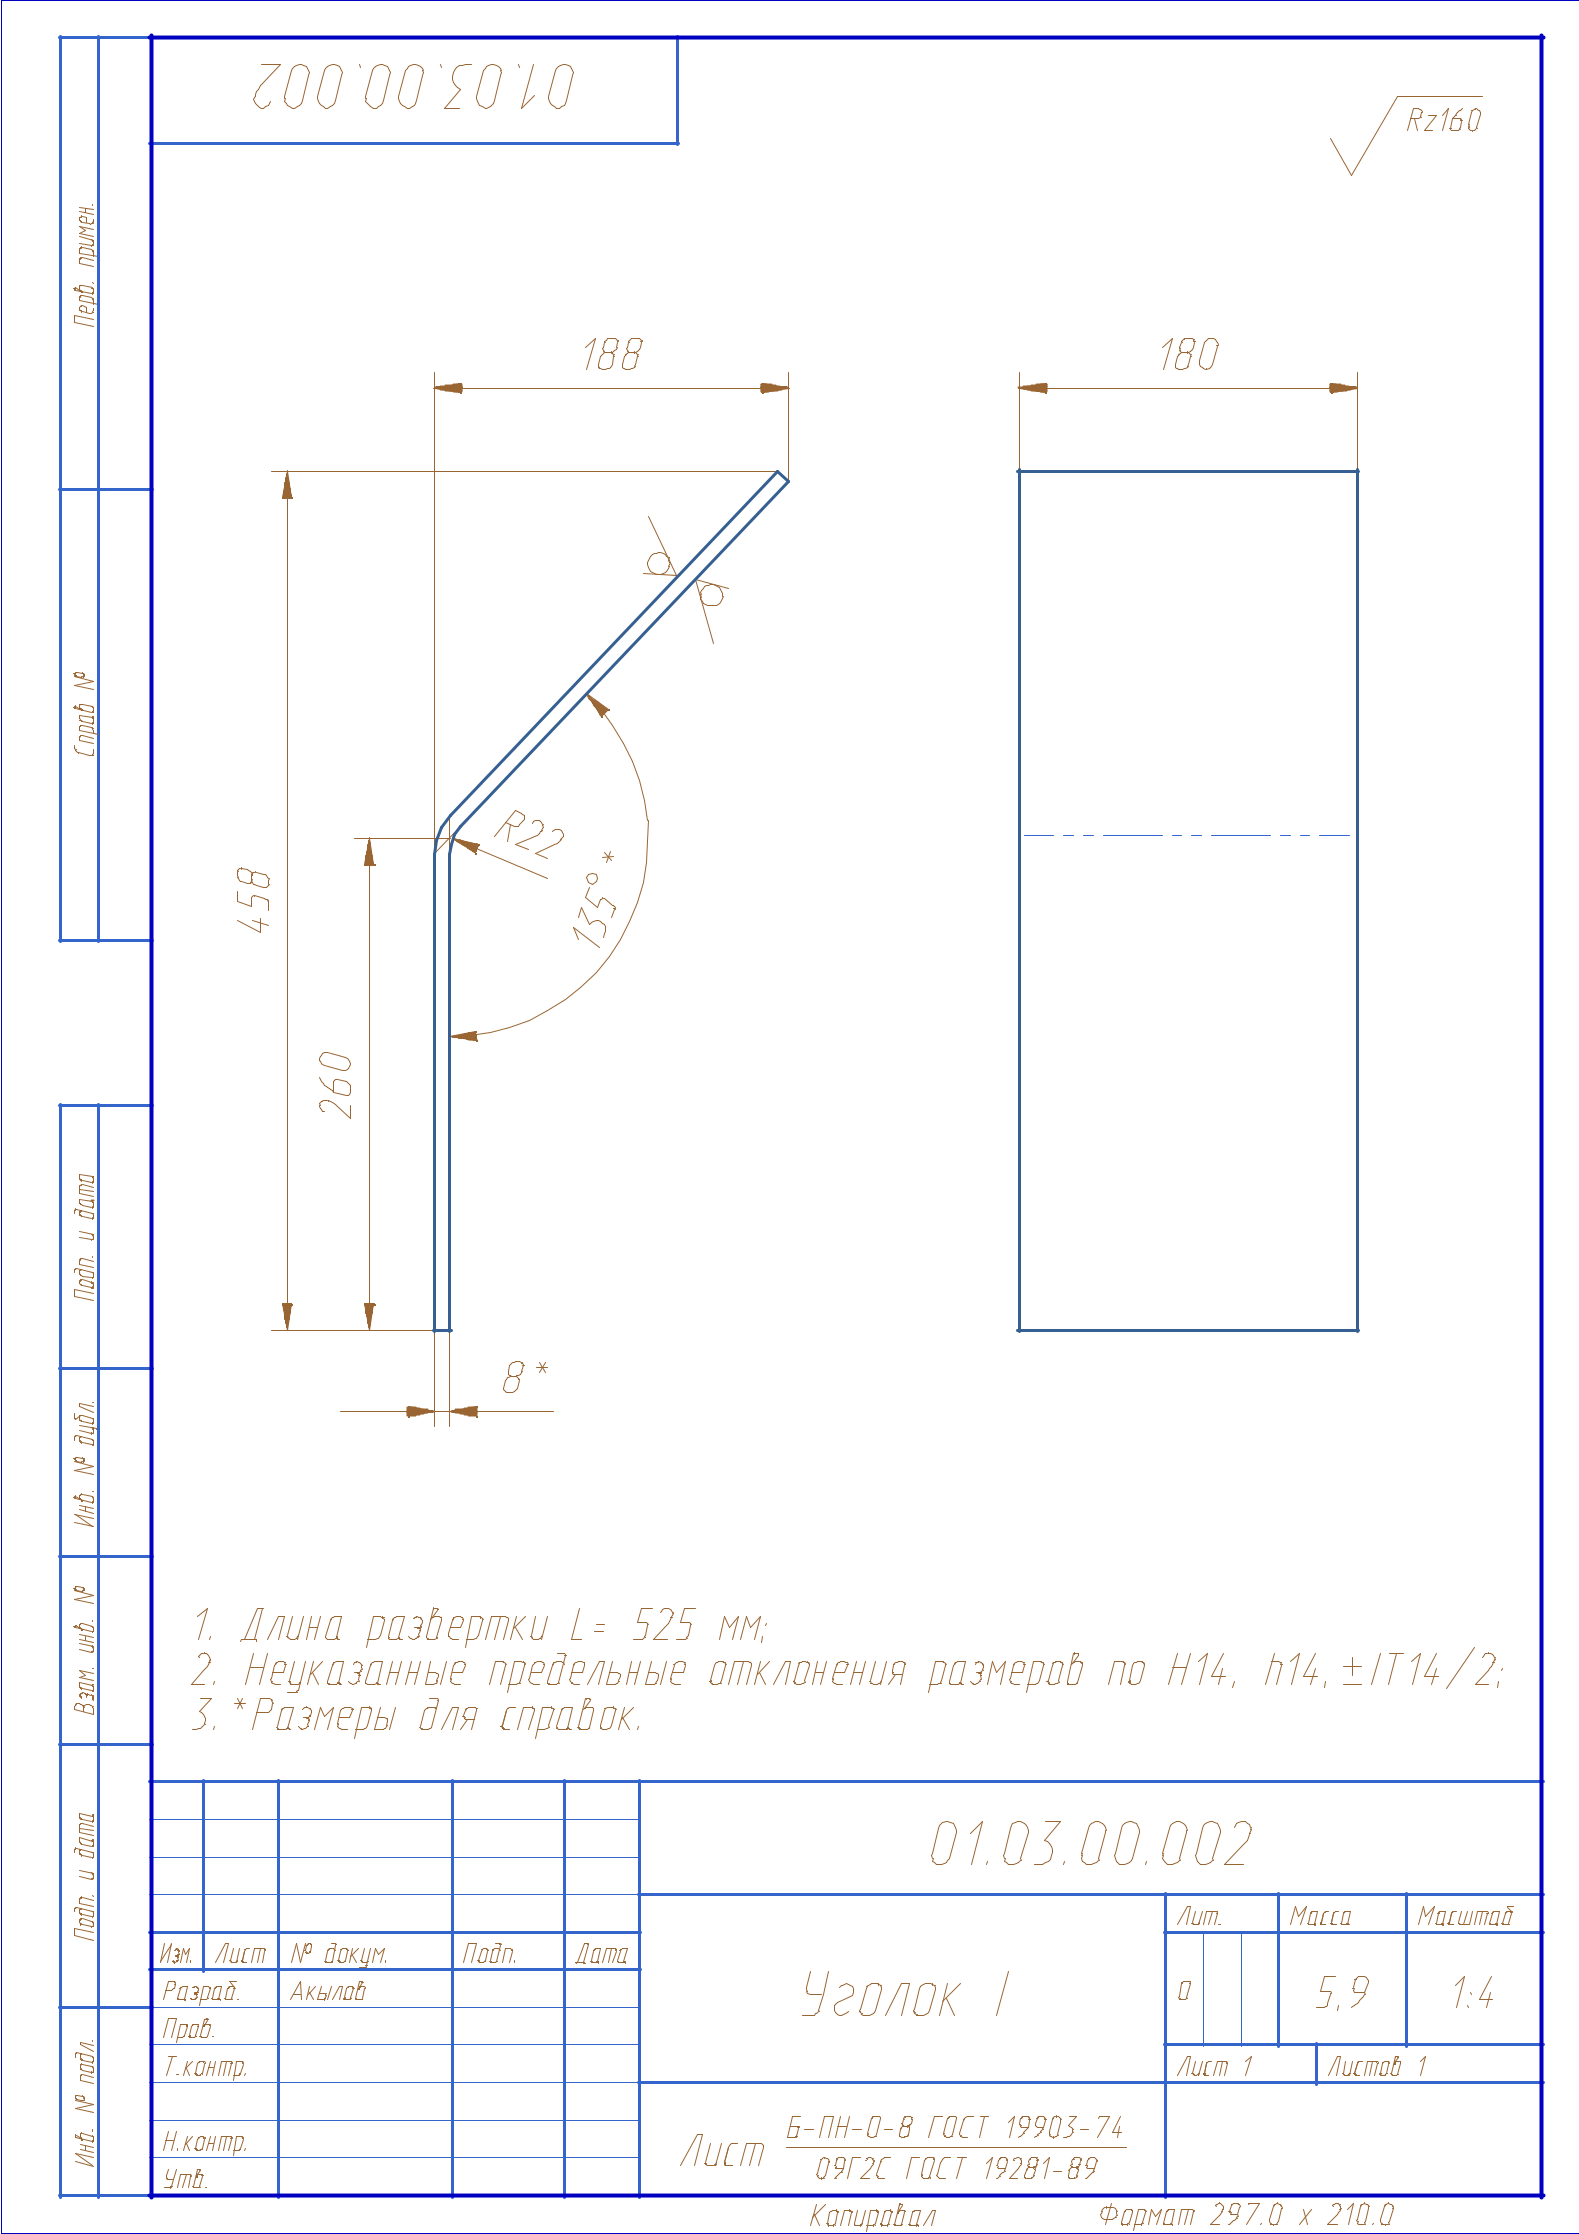 01.03.00.002
Rz160
Перв. примен.
Справ №
Подп. и дата
Инв. № дубл.
Взам. инв. №
Подп. и дата
Инв. № подл.
188
180
458
260
R22
135°*
8*
1. Длина развертки L= 525 мм;
2. Неуказанные предельные отклонения размеров по Н14, h14,±IT14/2;
3.*Размеры для справок.
01.03.00.002
Изм. Лист № докум. Подп. Дата
Разраб. Акылов
Пров.
Т.контр.
Н.контр.
Утв.
Уголок I
Лит. Масса Масштаб
а 5,9 1:4
Лист 1 Листов 1
Лист Б-ПН-О-8 ГОСТ 19903-74
09Г2С ГОСТ 19281-89
Копировал Формат 297.0 x 210.0